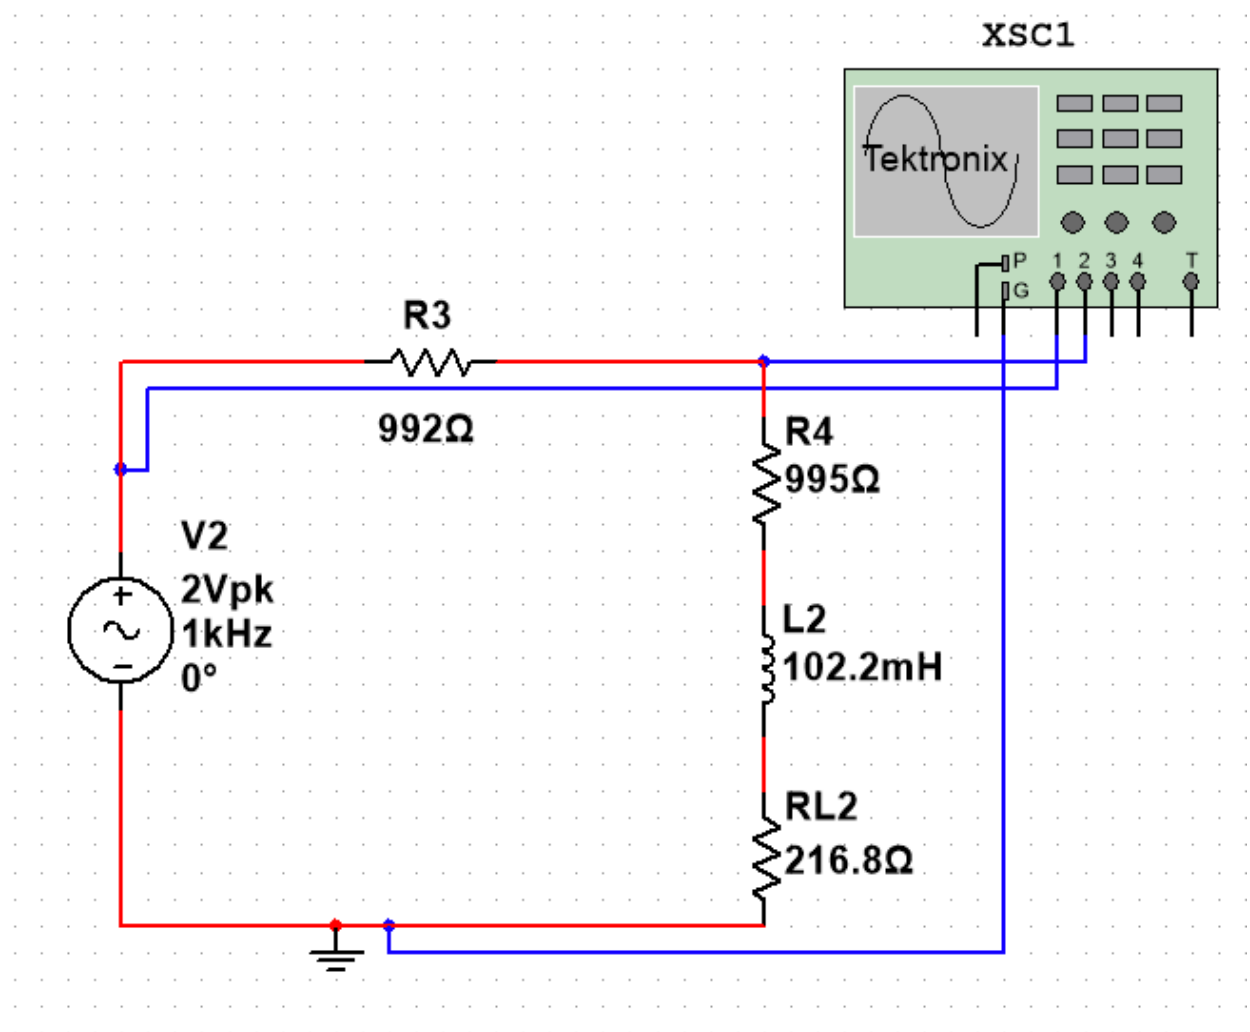 XSC1
Tektronix
P
G
1 2 3 4 T
R3
992Ω
R4
995Ω
V2
2Vpk
1kHz
0°
L2
102.2mH
RL2
216.8Ω